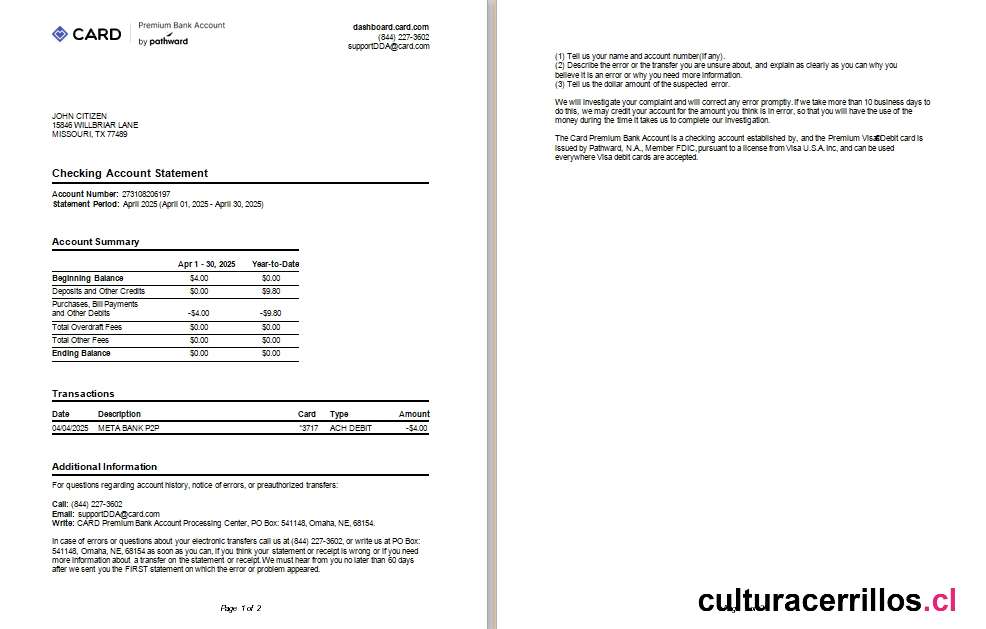 CARD
Premium Bank Account
by pathward
dashboard.card.com
(844) 227-3602
supportDDA@card.com
JOHN CITIZEN
15846 WILLBRIAR LANE
MISSOURI, TX 77489
Checking Account Statement
Account Number: 273108206197
Statement Period: April 2025 (April 01, 2025 - April 30, 2025)
Account Summary
Apr 1 - 30, 2025 Year-to-Date
Beginning Balance $4.00 $0.00
Deposits and Other Credits $0.00 $9.80
Purchases, Bill Payments
and Other Debits -$4.00 -$9.80
Total Overdraft Fees $0.00 $0.00
Total Other Fees $0.00 $0.00
Ending Balance $0.00 $0.00
Transactions
Date Description Card Type Amount
04/04/2025 META BANK P2P *3717 ACH DEBIT -$4.00
Additional Information
For questions regarding account history, notice of errors, or preauthorized transfers:
Call: (844) 227-3602
Email: supportDDA@card.com
Write: CARD Premium Bank Account Processing Center, PO Box: 541148, Omaha, NE, 68154.
In case of errors or questions about your electronic transfers call us at (844) 227-3602, or write us at PO Box:
541148, Omaha, NE, 68154 as soon as you can, if you think your statement or receipt is wrong or if you need
more information about a transfer on the statement or receipt. We must hear from you no later than 60 days
after we sent you the FIRST statement on which the error or problem appeared.
Page 1 of 2
(1) Tell us your name and account number(if any).
(2) Describe the error or the transfer you are unsure about, and explain as clearly as you can why you
believe it is an error or why you need more information.
(3) Tell us the dollar amount of the suspected error.
We will investigate your complaint and will correct any error promptly. If we take more than 10 business days to
do this, we may credit your account for the amount you think is in error, so that you will have the use of the
money during the time it takes us to complete our investigation.
The Card Premium Bank Account is a checking account established by, and the Premium Visa Debit card is
issued by Pathward, N.A., Member FDIC, pursuant to a license from Visa U.S.A. Inc, and can be used
everywhere Visa debit cards are accepted.
culturacerrillos.cl